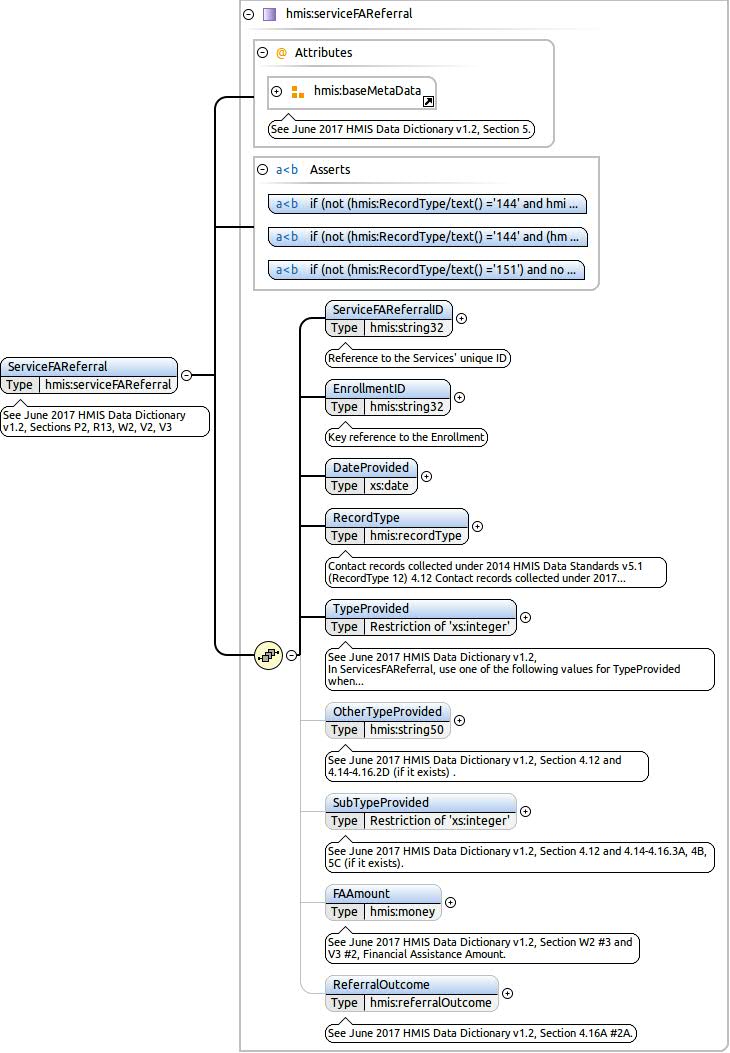 hmis:serviceFAReferral
@ Attributes
hmis:baseMetaData
See June 2017 HMIS Data Dictionary v1.2, Section 5.
a<b Asserts
a<b if (not (hmis:RecordType/text() ='144' and hmi ...
a<b if (not (hmis:RecordType/text() ='144' and (hm ...
a<b if (not (hmis:RecordType/text() ='151') and no ...
ServiceFAReferral
Type hmis:serviceFAReferral
See June 2017 HMIS Data Dictionary
v1.2, Sections P2, R13, W2, V2, V3
ServiceFAReferralID
Type hmis:string32
Reference to the Services' unique ID
EnrollmentID
Type hmis:string32
Key reference to the Enrollment
DateProvided
Type xs:date
RecordType
Type hmis:recordType
Contact records collected under 2014 HMIS Data Standards v5.1
(RecordType 12) 4.12 Contact records collected under 2017...
TypeProvided
Type Restriction of 'xs:integer'
See June 2017 HMIS Data Dictionary v1.2,
In ServicesFAReferral, use one of the following values for TypeProvided
when...
OtherTypeProvided
Type hmis:string50
See June 2017 HMIS Data Dictionary v1.2, Section 4.12 and
4.14-4.16.2D (if it exists) .
SubTypeProvided
Type Restriction of 'xs:integer'
See June 2017 HMIS Data Dictionary v1.2, Section 4.12 and 4.14-4.16.3A, 4B,
5C (if it exists).
FAAmount
Type hmis:money
See June 2017 HMIS Data Dictionary v1.2, Section W2 #3 and
V3 #2, Financial Assistance Amount.
ReferralOutcome
Type hmis:referralOutcome
See June 2017 HMIS Data Dictionary v1.2, Section 4.16A #2A.